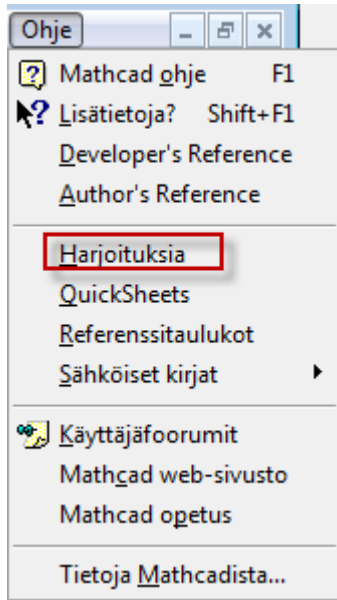 Ohje
Mathcad ohje F1
Lisätietoja? Shift+F1
Developer's Reference
Author's Reference
Harjoituksia
QuickSheets
Referenssitaulukot
Sähköiset kirjat
Käyttäjäfoorumit
Mathcad web-sivusto
Mathcad opetus
Tietoja Mathcadista...